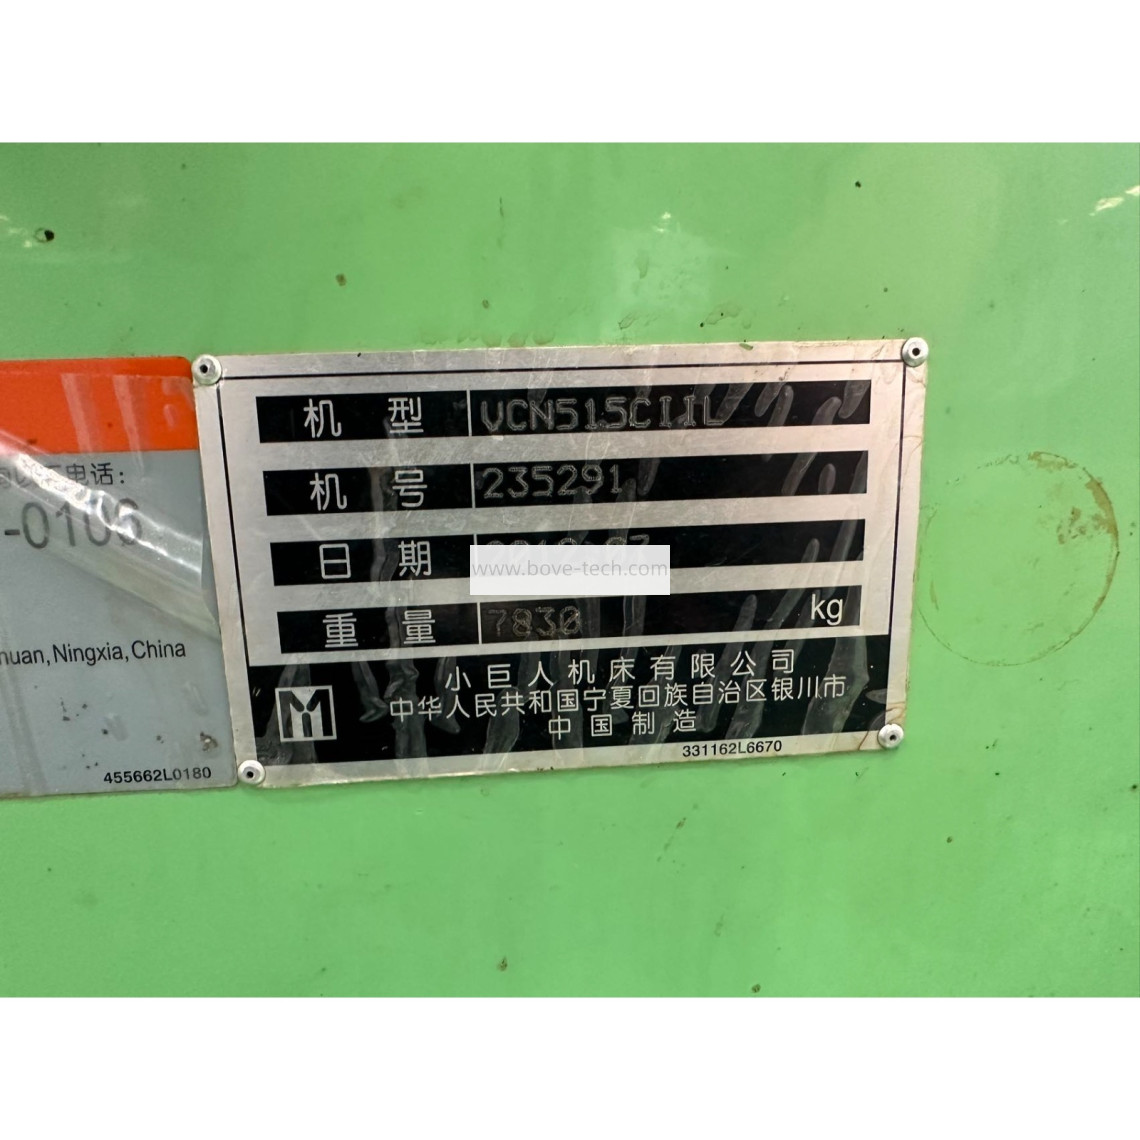 机 型 VCN515CIIL
机 号 235291
日 期
www.bove-tech.com
重 量 7830 kg
小巨人机床有限公司
中华人民共和国宁夏回族自治区银川市
中国制造
331162L6670
电话:
-0106
huan, Ningxia, China
455662L0180